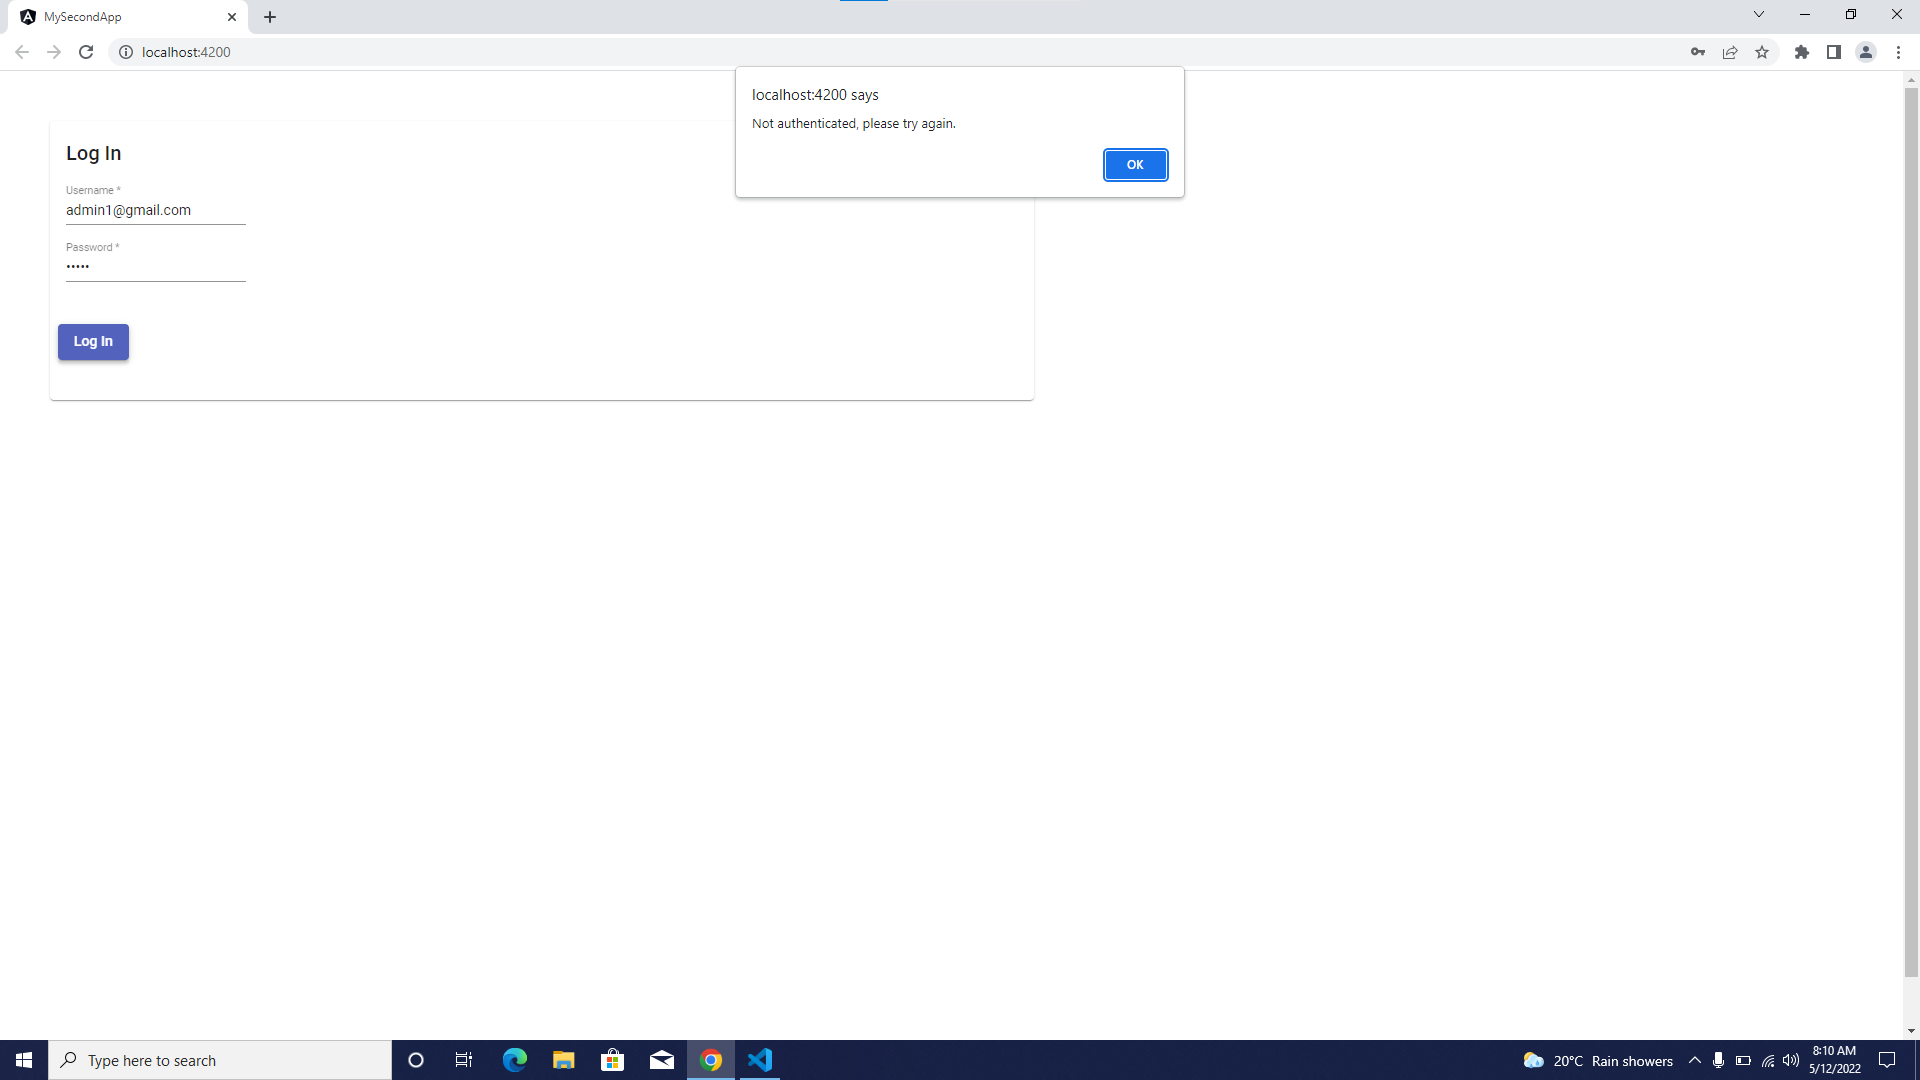 MySecondApp
localhost:4200
localhost:4200 says
Not authenticated, please try again.
OK
Log In
Username *
admin1@gmail.com
Password *
•••••
Log In
Type here to search
20°C Rain showers
8:10 AM
5/12/2022